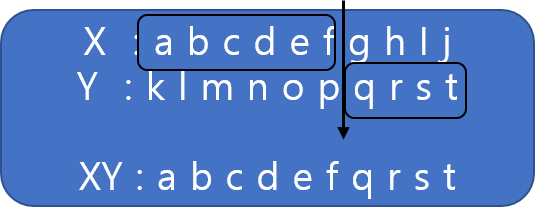 X : a b c d e f g h I j
Y : k l m n o p q r s t
XY : a b c d e f q r s t